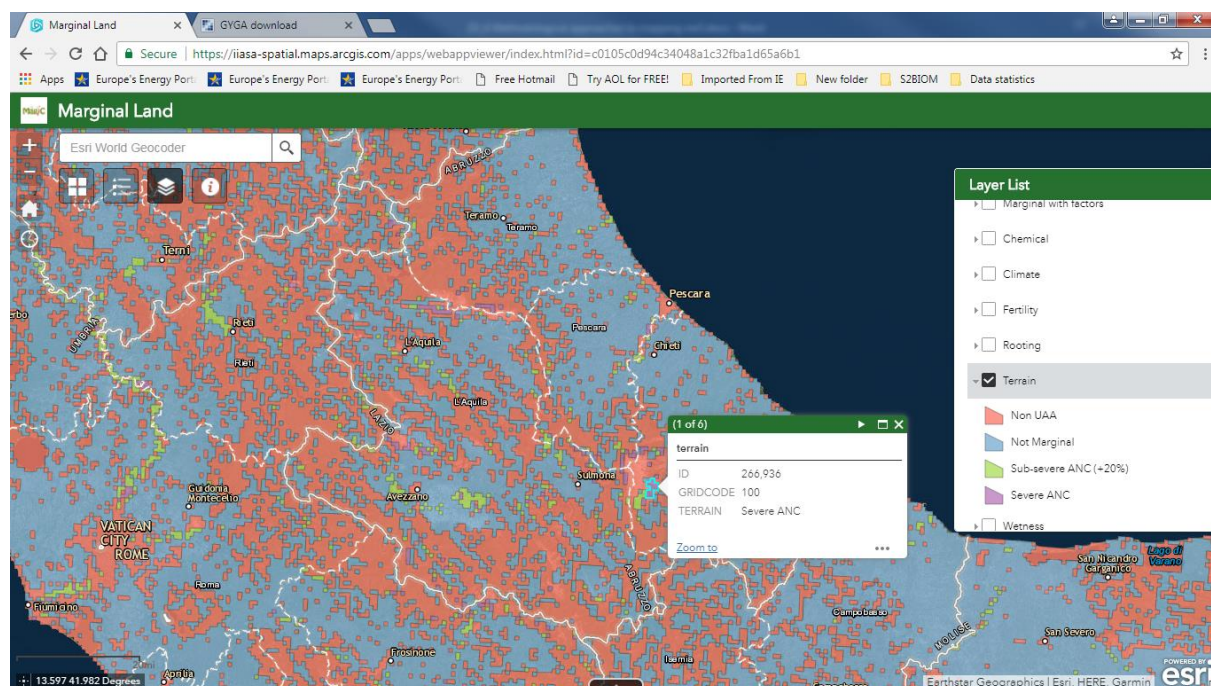 Marginal Land
GYGA download
Secure
https://iiasa-spatial.maps.arcgis.com/apps/webappviewer/index.html?id=c0105c0d94c34048a1c32fba1d65a6b1
Apps
Europe's Energy Port
Europe's Energy Port
Europe's Energy Port
Free Hotmail
Try AOL for FREE!
Imported From IE
New folder
S2BIOM
Data statistics
Marginal Land
Esri World Geocoder
Layer List
Marginal with factors
Chemical
Climate
Fertility
Rooting
Terrain
Non UAA
Not Marginal
Sub-severe ANC (+20%)
Severe ANC
Wetness
ABRUZZO
Teramo
Teramo
Terni
Pescara
UMBRIA
Rieti
Rieti
L'Aquila
Pescara
Chieti
LAZIO
L'Aquila
(1 of 6)
terrain
ID 266,936
GRIDCODE 100
TERRAIN Severe ANC
Zoom to
Sulmona
Guidonia
Montecelio
Avezzano
VATICAN
CITY
ROME
Roma
ABRUZZO
Fiumicino
Campobasso
MOLISE
San Nicandro
Garganico
Lago di
Varano
San Severo
Frosinone
Isernia
Aprilia
13.597 41.982 Degrees
Earthstar Geographics | Esri, HERE, Garmin
POWERED BY
esri